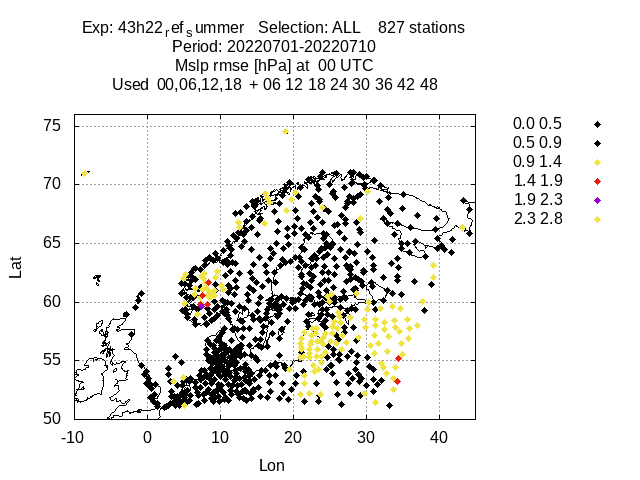 Exp: 43h22ref summer   Selection: ALL    827 stations
Period: 20220701-20220710
Mslp rmse [hPa] at  00 UTC
Used  00,06,12,18  + 06 12 18 24 30 36 42 48
0.0 0.5
0.5 0.9
0.9 1.4
1.4 1.9
1.9 2.3
2.3 2.8
75
70
65
60
55
50
Lat
-10 0 10 20 30 40
Lon